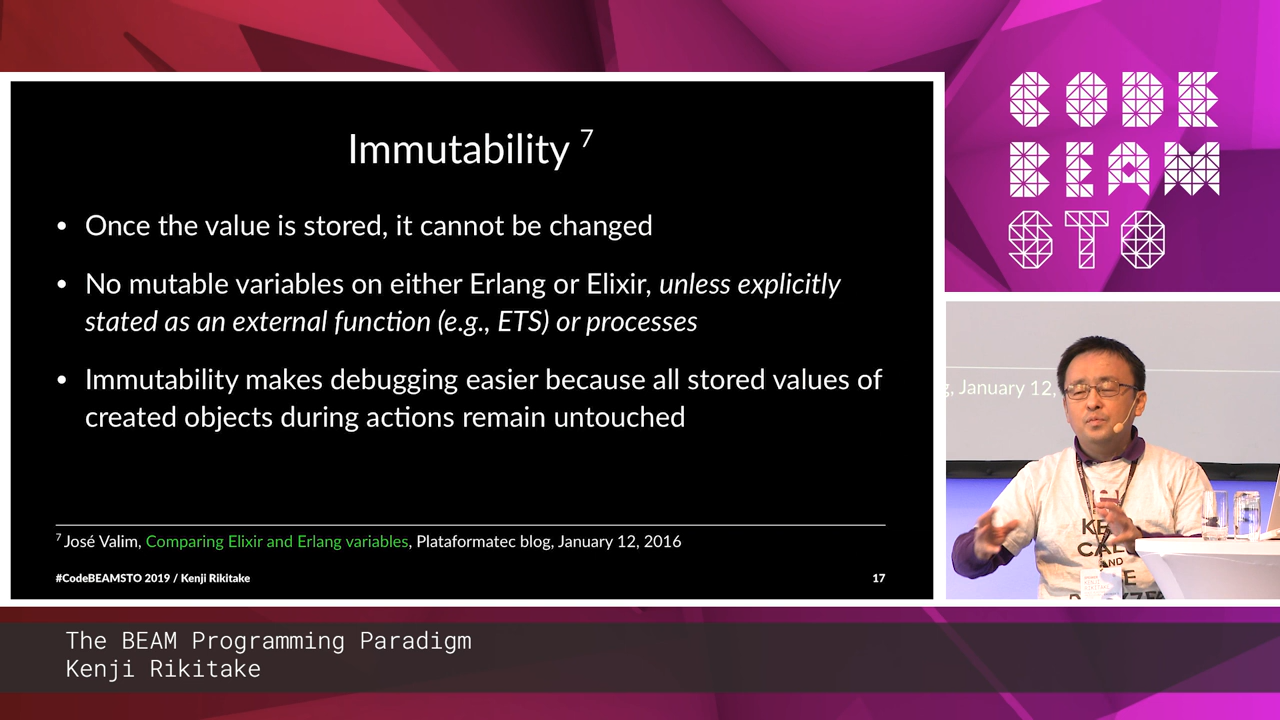 Immutability 7
• Once the value is stored, it cannot be changed
• No mutable variables on either Erlang or Elixir, unless explicitly
stated as an external function (e.g., ETS) or processes
• Immutability makes debugging easier because all stored values of
created objects during actions remain untouched
7 José Valim, Comparing Elixir and Erlang variables, Plataformatec blog, January 12, 2016
#CodeBEAMSTO 2019 / Kenji Rikitake
17
CODE
BEAM
STO
g, January 12,
AND
The BEAM Programming Paradigm
Kenji Rikitake